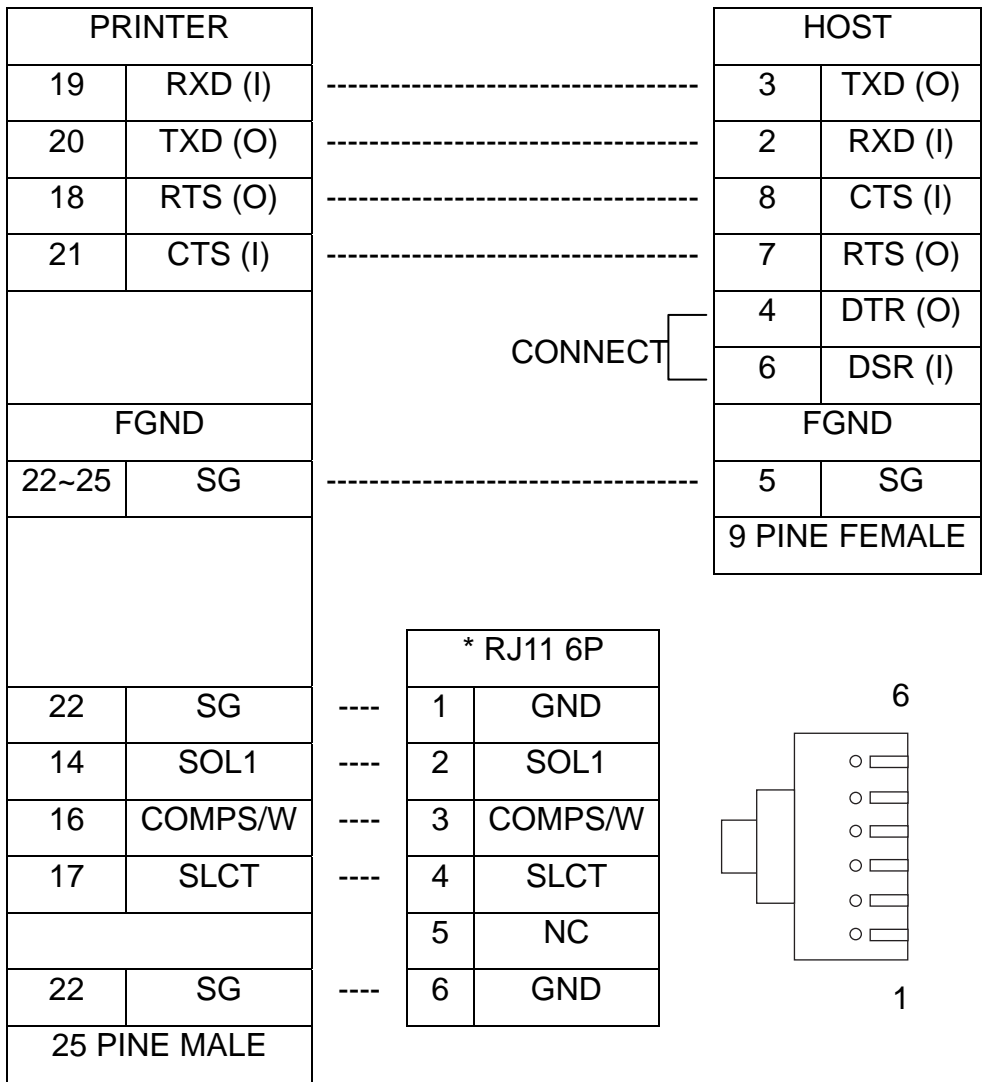 PRINTER HOST
19 RXD (I) -------------------------------- 3 TXD (O)
20 TXD (O) -------------------------------- 2 RXD (I)
18 RTS (O) -------------------------------- 8 CTS (I)
21 CTS (I) -------------------------------- 7 RTS (O)
4 DTR (O)
CONNECT
6 DSR (I)
FGND FGND
22~25 SG -------------------------------- 5 SG
9 PINE FEMALE
* RJ11 6P
22 SG ---- 1 GND 6
14 SOL1 ---- 2 SOL1
16 COMPS/W ---- 3 COMPS/W
17 SLCT ---- 4 SLCT
5 NC
22 SG ---- 6 GND 1
25 PINE MALE